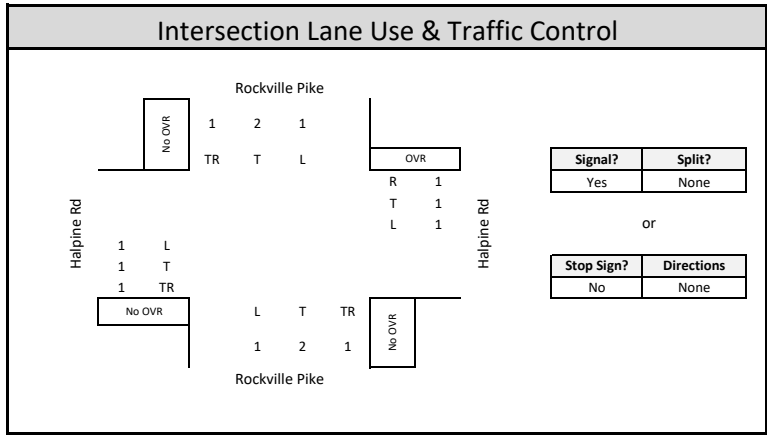 Intersection Lane Use & Traffic Control
Rockville Pike
No OVR
1 2 1
TR T L
OVR
R 1
T 1
L 1
Halpine Rd
Halpine Rd
1 L
1 T
1 TR
No OVR
L T TR
1 2 1
No OVR
Rockville Pike
Signal? Split?
Yes None
or
Stop Sign? Directions
No None